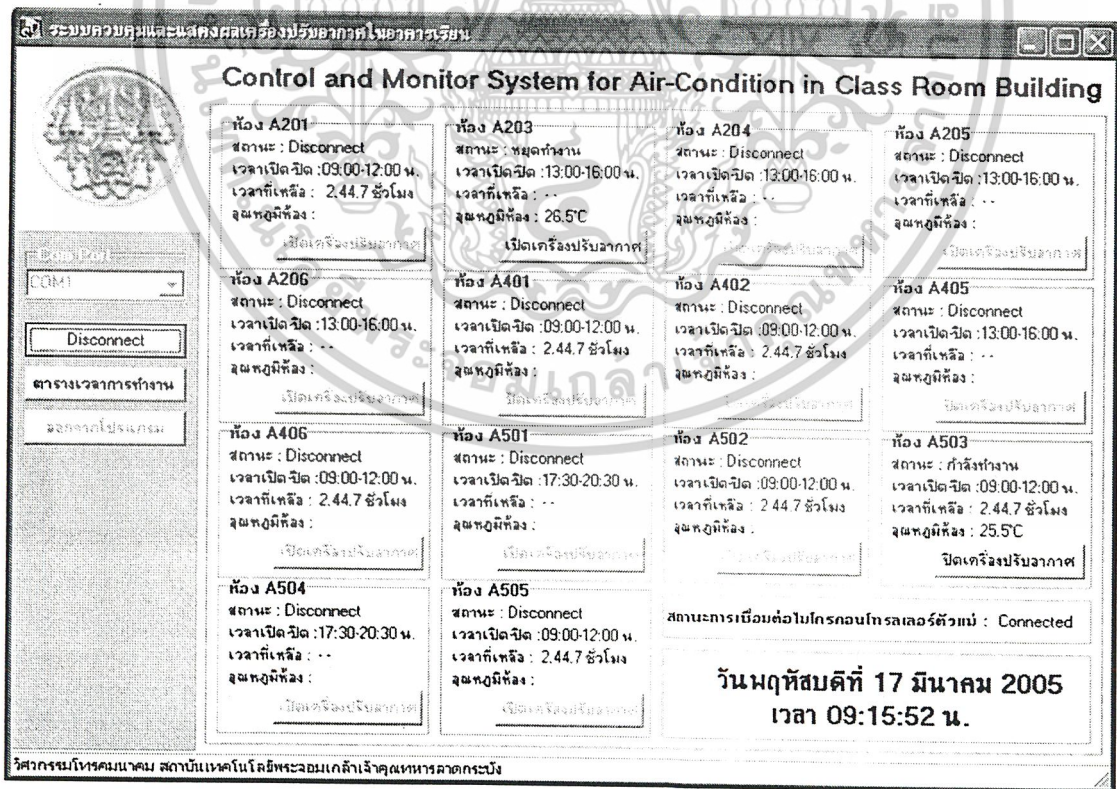 ระบบควบคุมและแสดงผลเครื่องปรับอากาศในอาคารเรียน
Control and Monitor System for Air-Condition in Class Room Building
ห้อง A201
สถานะ : Disconnect
เวลาเปิด-ปิด :09:00-12:00 น.
เวลาที่เหลือ : 2.44.7 ชั่วโมง
อุณหภูมิห้อง :
เปิดเครื่องปรับอากาศ
ห้อง A203
สถานะ : หยุดทำงาน
เวลาเปิด-ปิด :13:00-16:00 น.
เวลาที่เหลือ : - -
อุณหภูมิห้อง : 26.5°C
เปิดเครื่องปรับอากาศ
ห้อง A204
สถานะ : Disconnect
เวลาเปิด-ปิด :13:00-16:00 น.
เวลาที่เหลือ : - -
อุณหภูมิห้อง :
ห้อง A205
สถานะ : Disconnect
เวลาเปิด-ปิด :13:00-16:00 น.
เวลาที่เหลือ : - -
อุณหภูมิห้อง :
เปิดเครื่องปรับอากาศ
Com Port
COM1
Disconnect
ตารางเวลาการทำงาน
ออกจากโปรแกรม
ห้อง A206
สถานะ : Disconnect
เวลาเปิด-ปิด :13:00-16:00 น.
เวลาที่เหลือ : - -
อุณหภูมิห้อง :
เปิดเครื่องปรับอากาศ
ห้อง A401
สถานะ : Disconnect
เวลาเปิด-ปิด :09:00-12:00 น.
เวลาที่เหลือ : 2.44.7 ชั่วโมง
อุณหภูมิห้อง :
เปิดเครื่องปรับอากาศ
ห้อง A402
สถานะ : Disconnect
เวลาเปิด-ปิด :09:00-12:00 น.
เวลาที่เหลือ : 2.44.7 ชั่วโมง
อุณหภูมิห้อง :
ห้อง A405
สถานะ : Disconnect
เวลาเปิด-ปิด :13:00-16:00 น.
เวลาที่เหลือ : - -
อุณหภูมิห้อง :
เปิดเครื่องปรับอากาศ
ห้อง A406
สถานะ : Disconnect
เวลาเปิด-ปิด :09:00-12:00 น.
เวลาที่เหลือ : 2.44.7 ชั่วโมง
อุณหภูมิห้อง :
เปิดเครื่องปรับอากาศ
ห้อง A501
สถานะ : Disconnect
เวลาเปิด-ปิด :17:30-20:30 น.
เวลาที่เหลือ : - -
อุณหภูมิห้อง :
เปิดเครื่องปรับอากาศ
ห้อง A502
สถานะ : Disconnect
เวลาเปิด-ปิด :09:00-12:00 น.
เวลาที่เหลือ : 2.44.7 ชั่วโมง
อุณหภูมิห้อง :
ห้อง A503
สถานะ : กำลังทำงาน
เวลาเปิด-ปิด :09:00-12:00 น.
เวลาที่เหลือ : 2.44.7 ชั่วโมง
อุณหภูมิห้อง : 25.5°C
ปิดเครื่องปรับอากาศ
ห้อง A504
สถานะ : Disconnect
เวลาเปิด-ปิด :17:30-20:30 น.
เวลาที่เหลือ : - -
อุณหภูมิห้อง :
เปิดเครื่องปรับอากาศ
ห้อง A505
สถานะ : Disconnect
เวลาเปิด-ปิด :09:00-12:00 น.
เวลาที่เหลือ : 2.44.7 ชั่วโมง
อุณหภูมิห้อง :
เปิดเครื่องปรับอากาศ
สถานะการเชื่อมต่อไมโครคอนโทรลเลอร์ตัวแม่ : Connected
วันพฤหัสบดีที่ 17 มีนาคม 2005
เวลา 09:15:52 น.
วิศวกรรมโทรคมนาคม สถาบันเทคโนโลยีพระจอมเกล้าเจ้าคุณทหารลาดกระบัง